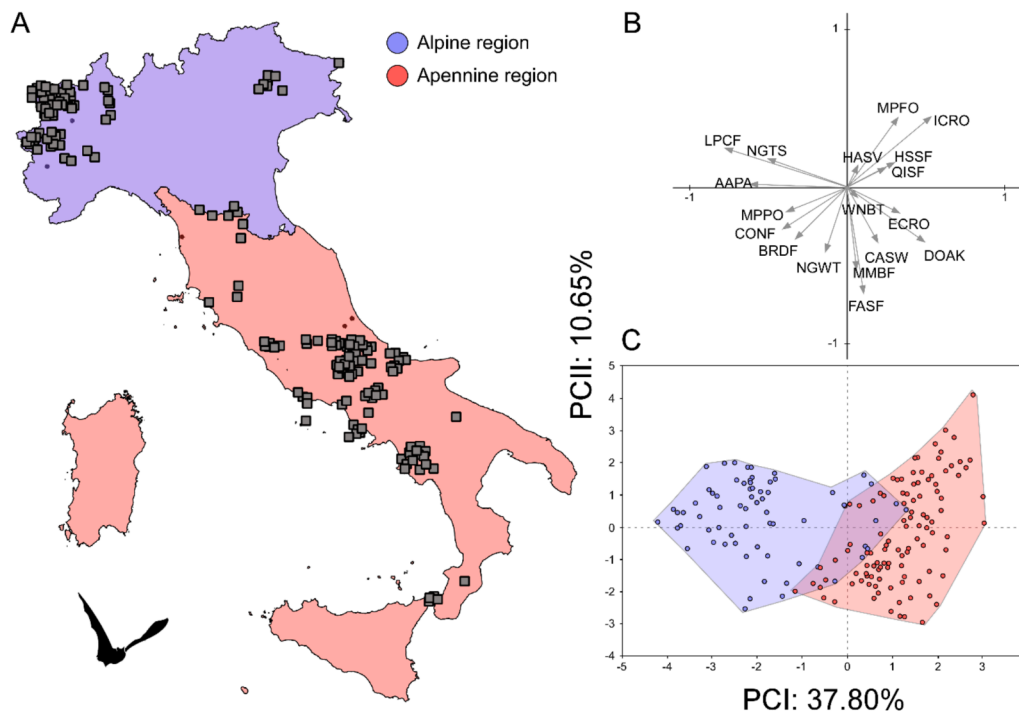 A
Alpine region
Apennine region
B
1
MPFO
ICRO
LPCF
NGTS
HASV
HSSF
QISF
AAPA
-1
1
MPPO
WNBT
CONF
ECRO
BRDF
CASW
DOAK
NGWT
MMBF
FASF
-1
PCII: 10.65%
C
5
4
3
2
1
0
-1
-2
-3
-4
-5
-4
-3
-2
-1
0
1
2
3
PCI: 37.80%